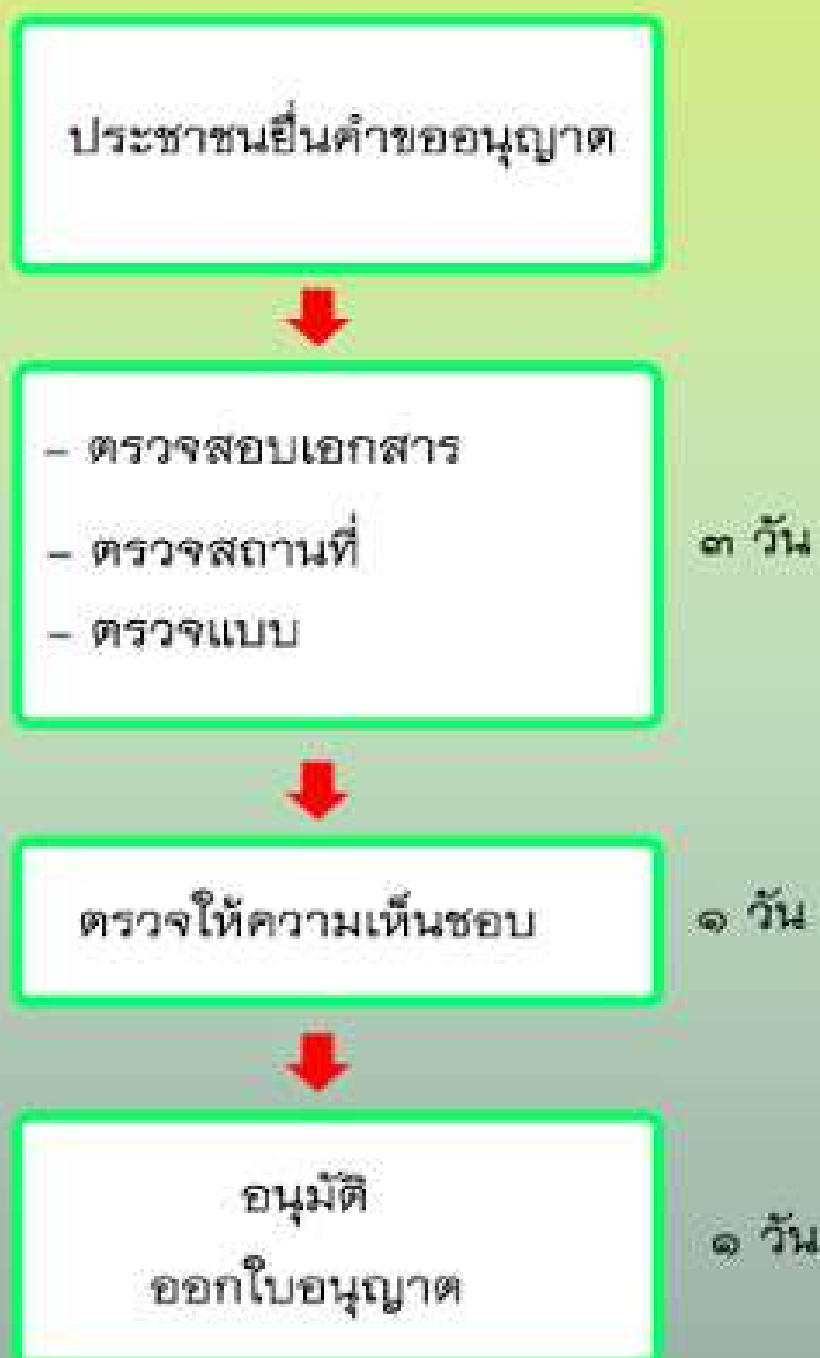 ประชาชนยื่นคำขออนุญาต
- ตรวจสอบเอกสาร
- ตรวจสถานที่
- ตรวจแบบ
๓ วัน
ตรวจให้ความเห็นชอบ
๑ วัน
อนุมัติ
ออกใบอนุญาต
๑ วัน